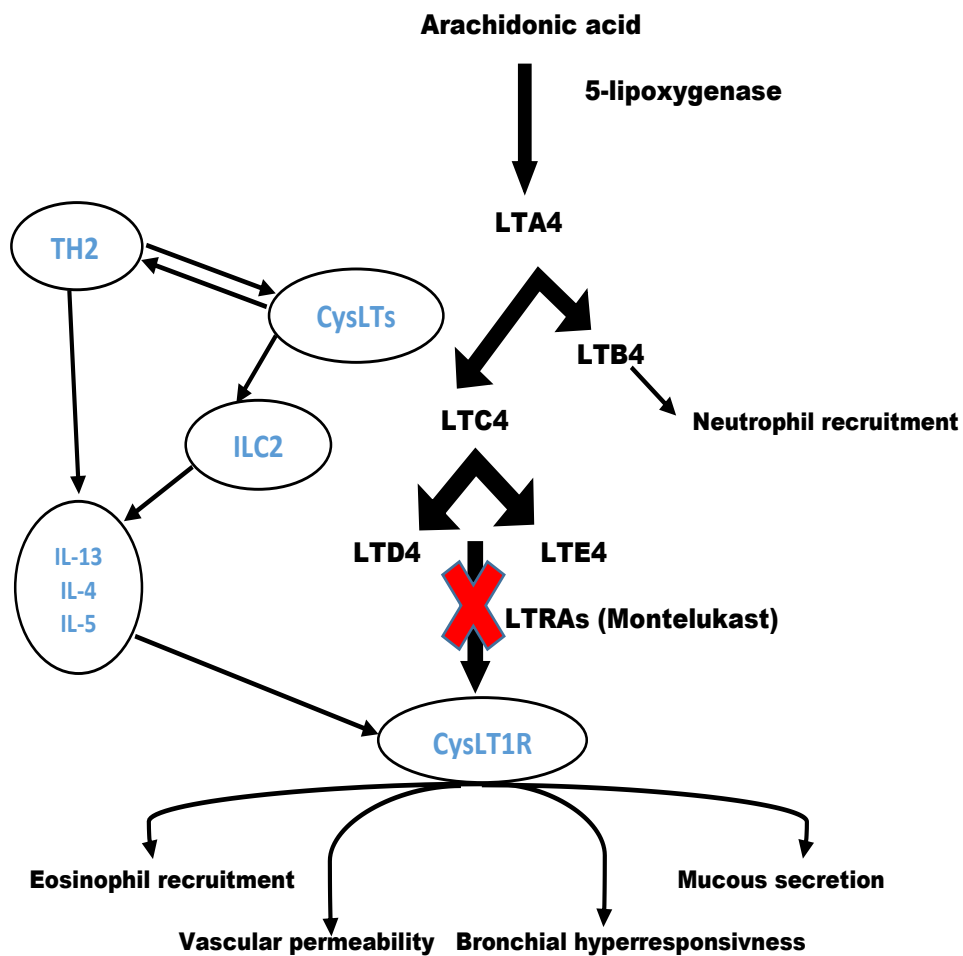 Arachidonic acid
5-lipoxygenase
LTA4
TH2
CysLTs
LTB4
LTC4
Neutrophil recruitment
ILC2
LTD4
LTE4
IL-13
IL-4
IL-5
LTRAs (Montelukast)
CysLT1R
Eosinophil recruitment
Mucous secretion
Vascular permeability
Bronchial hyperresponsivness